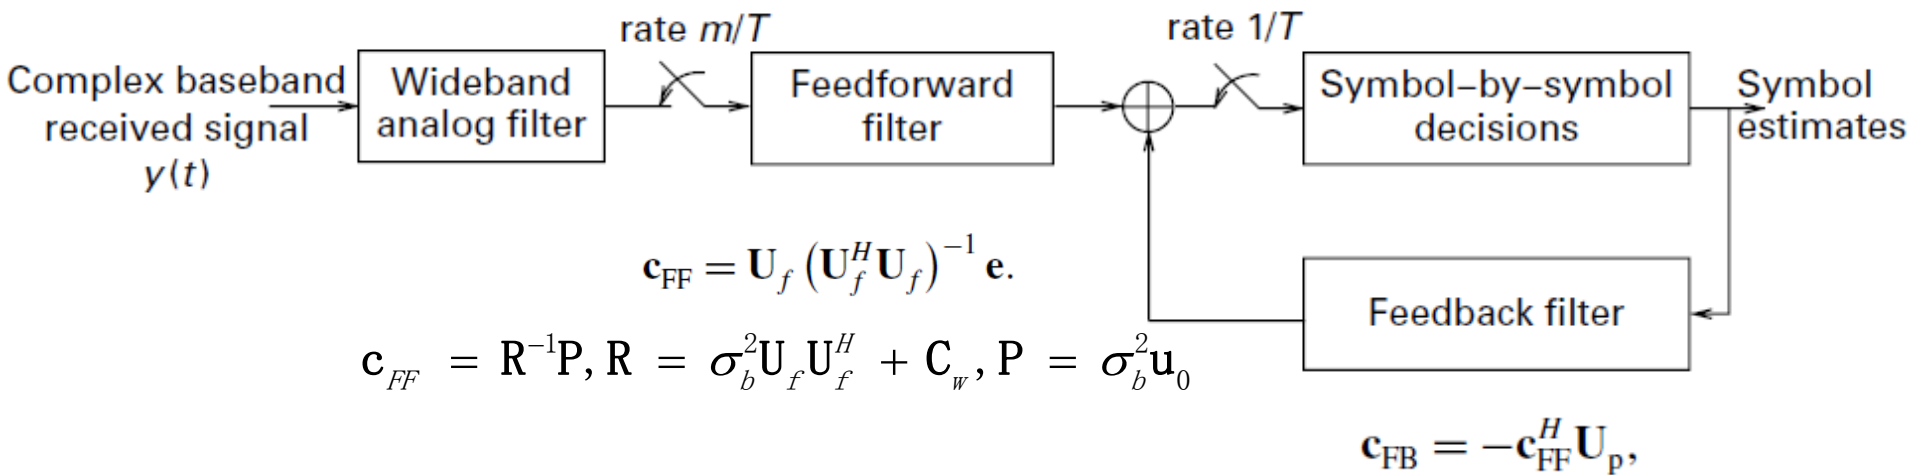 rate m/T
rate 1/T
Complex baseband
received signal
y(t)
Wideband
analog filter
Feedforward
filter
Symbol–by–symbol
decisions
Symbol
estimates
Feedback filter
c_FF = U_f (U_f^H U_f)^{-1} e.
c_FF = R^{-1}P, R = σ_b^2 U_f U_f^H + C_w, P = σ_b^2 u_0
c_FB = −c_FF^H U_p,